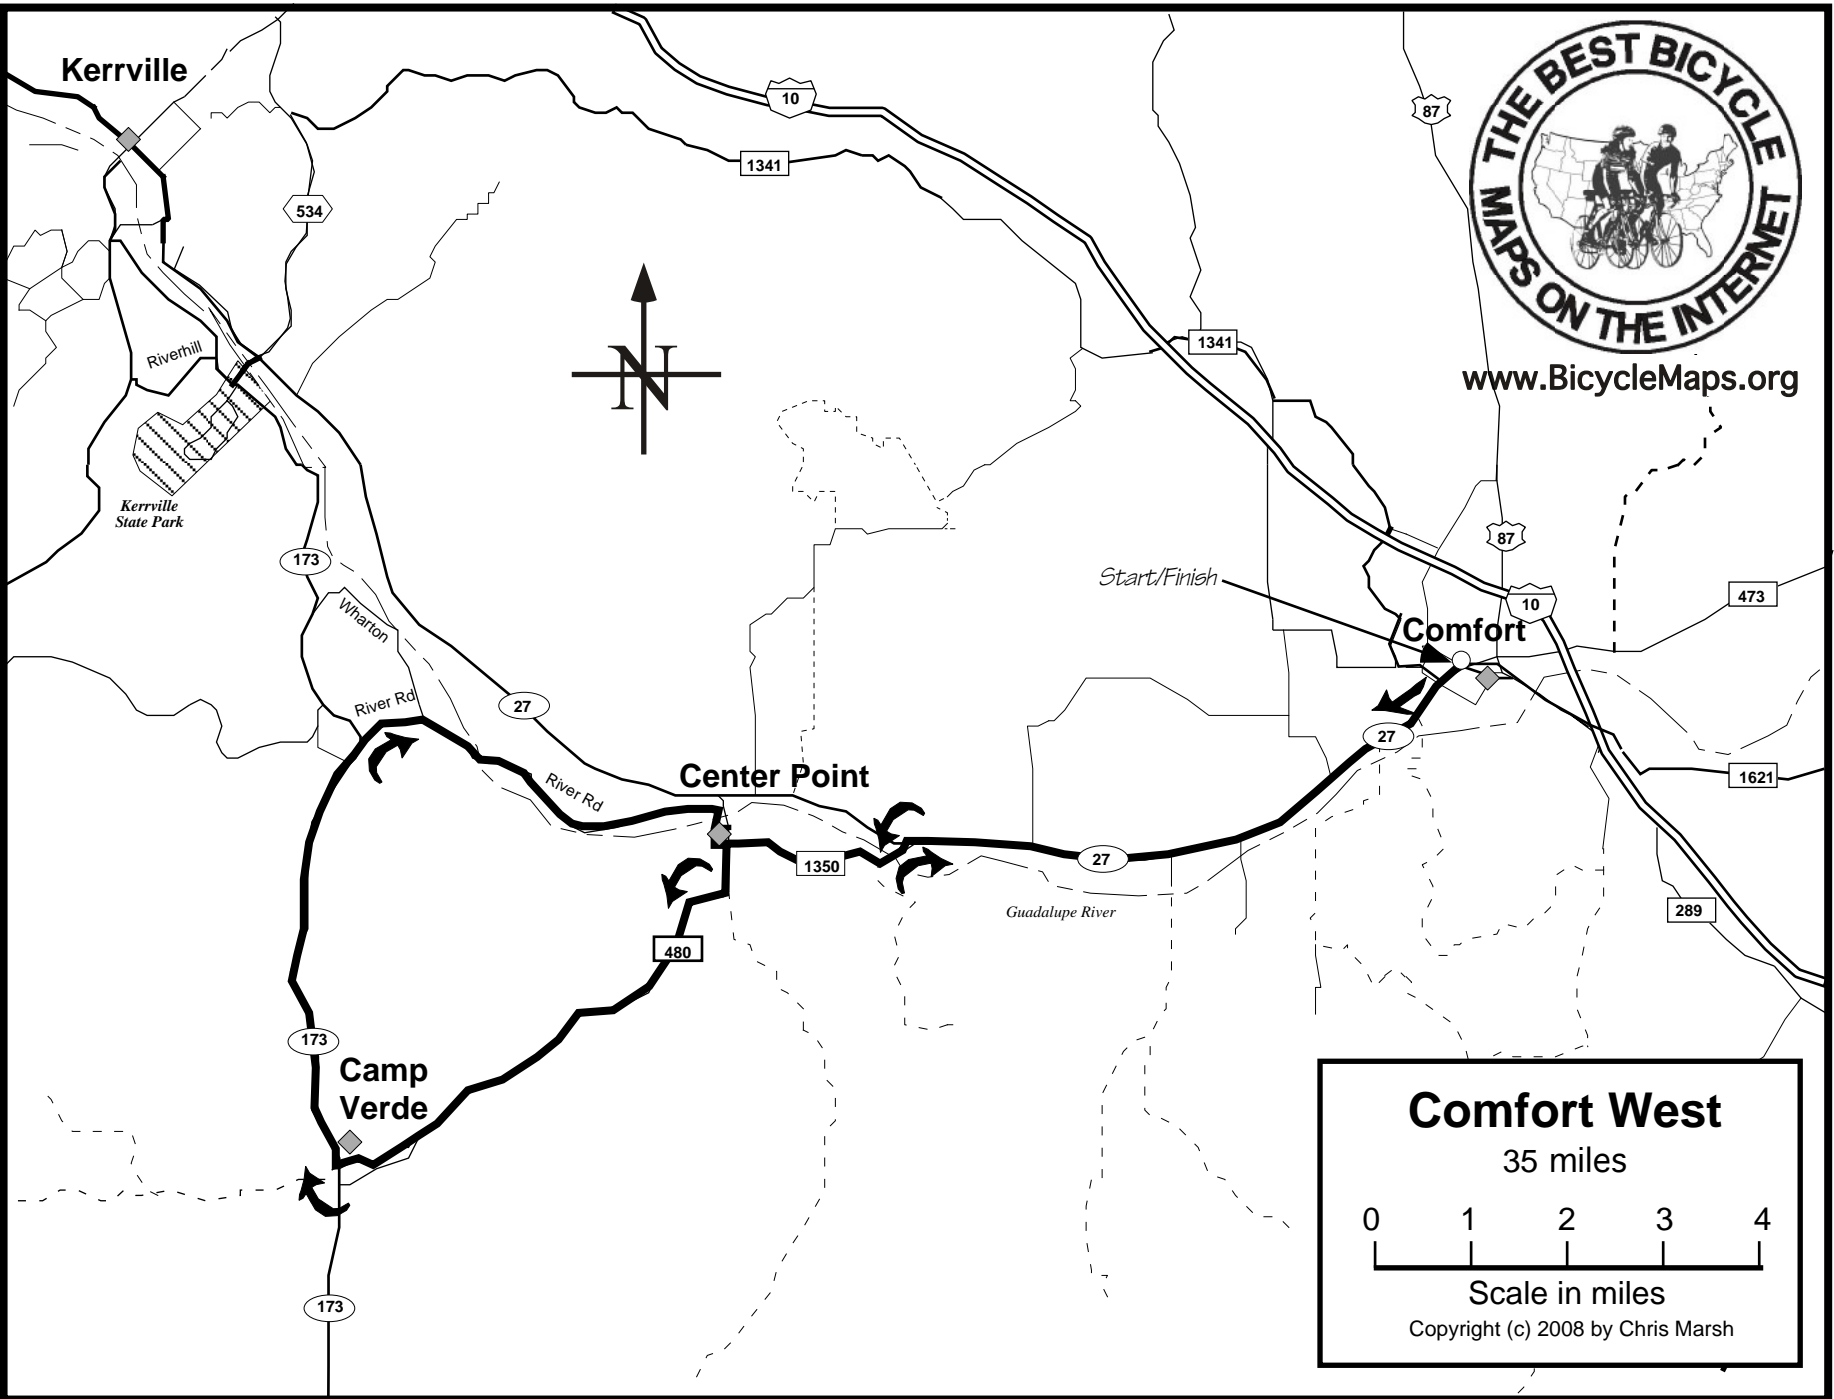 Kerrville
10
87
THE BEST BICYCLE
MAPS ON THE INTERNET
www.BicycleMaps.org
1341
534
N
1341
Riverhill
Kerrville
State Park
173
Wharton
River Rd
27
River Rd
Center Point
Start/Finish
87
10
473
Comfort
27
1621
1350
27
Guadalupe River
289
480
173
Camp
Verde
173
Comfort West
35 miles
0 1 2 3 4
Scale in miles
Copyright (c) 2008 by Chris Marsh